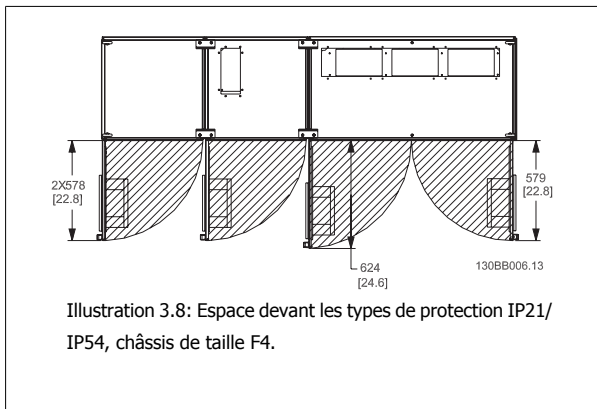 2X578
[22.8]
579
[22.8]
624
[24.6]
130BB006.13
Illustration 3.8: Espace devant les types de protection IP21/
IP54, châssis de taille F4.